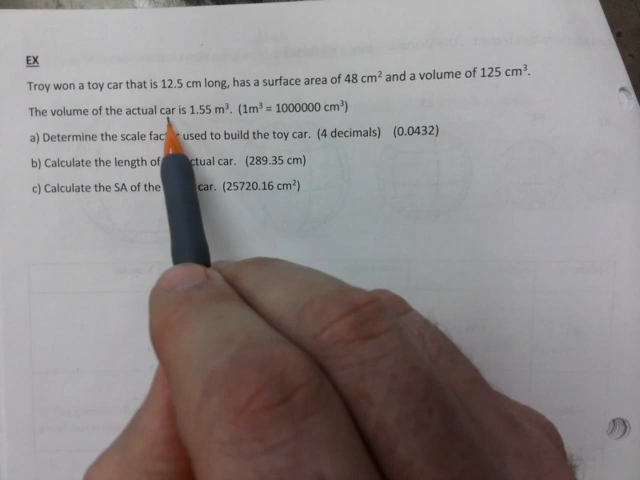 EX
Troy won a toy car that is 12.5 cm long, has a surface area of 48 cm² and a volume of 125 cm³.
The volume of the actual car is 1.55 m³. (1m³ = 1000000 cm³)
a) Determine the scale used to build the toy car. (4 decimals) (0.0432)
b) Calculate the length of car. (289.35 cm)
c) Calculate the SA of the car. (25720.16 cm²)